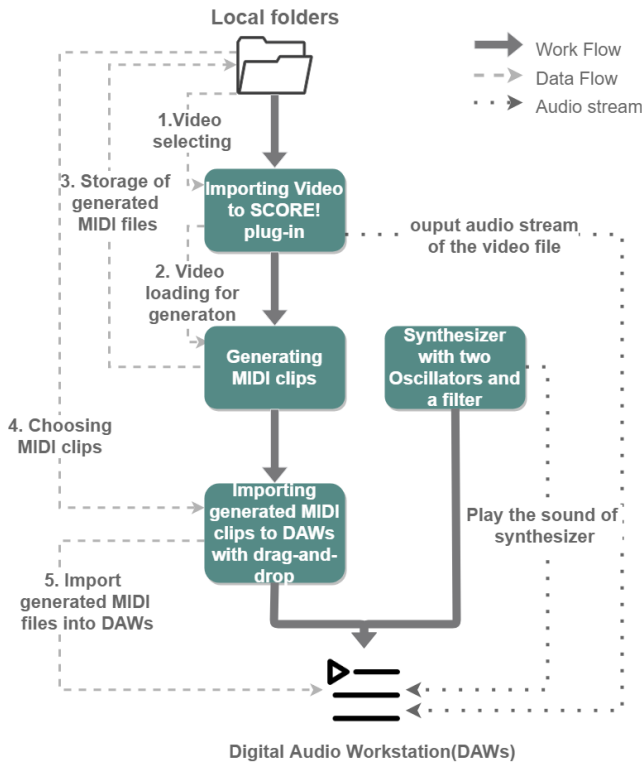 Local folders
Work Flow
Data Flow
Audio stream
1.Video
selecting
3. Storage of
generated
MIDI files
Importing Video
to SCORE!
plug-in
ouput audio stream
of the video file
2. Video
loading for
generaton
Generating
MIDI clips
Synthesizer
with two
Oscillators and
a filter
4. Choosing
MIDI clips
Importing
generated MIDI
clips to DAWs
with drag-and-
drop
Play the sound of
synthesizer
5. Import
generated MIDI
files into DAWs
Digital Audio Workstation(DAWs)